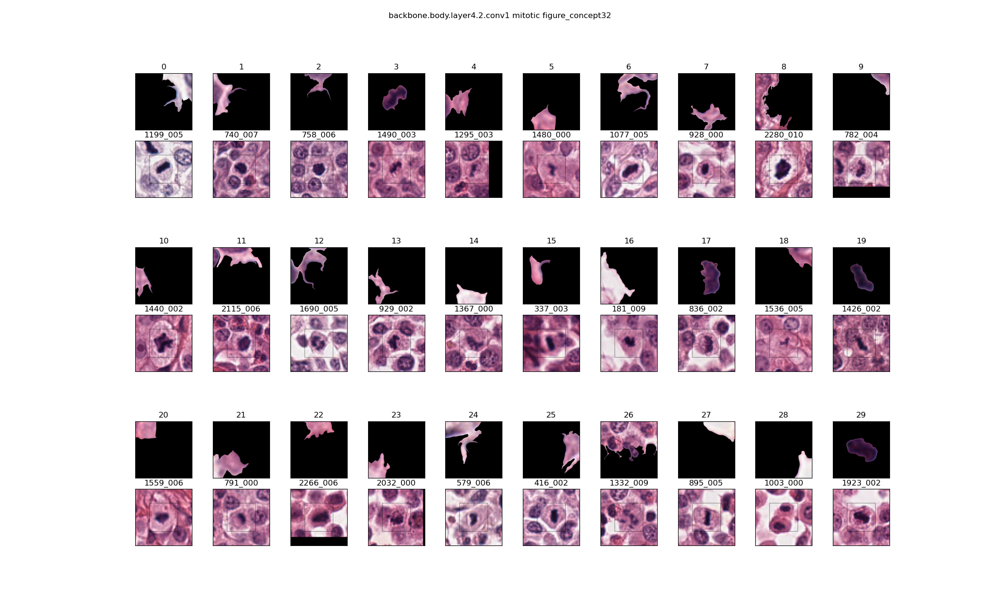 backbone.body.layer4.2.conv1 mitotic figure_concept32
0 1 2 3 4 5 6 7 8 9
1199_005 740_007 758_006 1490_003 1295_003 1480_000 1077_005 928_000 2280_010 782_004
10 11 12 13 14 15 16 17 18 19
1440_002 2115_006 1690_005 929_002 1367_000 337_003 181_009 836_002 1536_005 1426_002
20 21 22 23 24 25 26 27 28 29
1559_006 791_000 2266_006 2032_000 579_006 416_002 1332_009 895_005 1003_000 1923_002